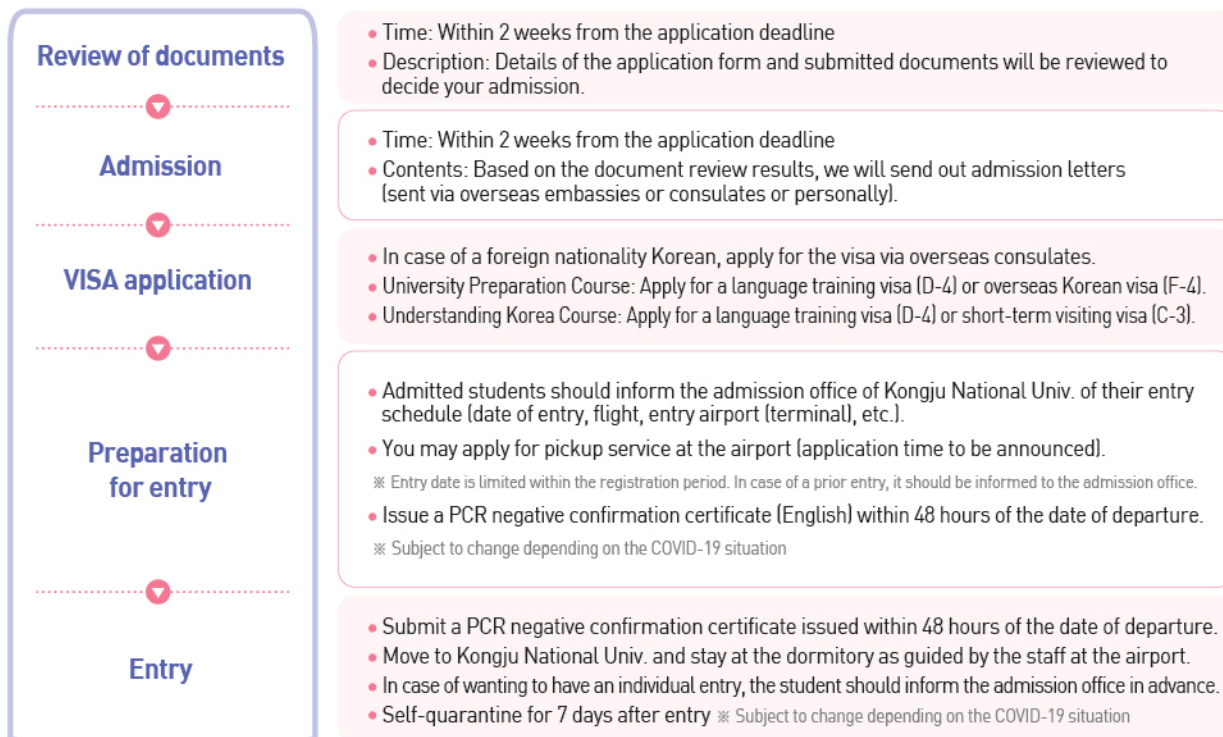 Review of documents
• Time: Within 2 weeks from the application deadline
• Description: Details of the application form and submitted documents will be reviewed to
decide your admission.
Admission
• Time: Within 2 weeks from the application deadline
• Contents: Based on the document review results, we will send out admission letters
(sent via overseas embassies or consulates or personally).
VISA application
• In case of a foreign nationality Korean, apply for the visa via overseas consulates.
• University Preparation Course: Apply for a language training visa (D-4) or overseas Korean visa (F-4).
• Understanding Korea Course: Apply for a language training visa (D-4) or short-term visiting visa (C-3).
Preparation
for entry
• Admitted students should inform the admission office of Kongju National Univ. of their entry
schedule (date of entry, flight, entry airport (terminal), etc.).
• You may apply for pickup service at the airport (application time to be announced).
※ Entry date is limited within the registration period. In case of a prior entry, it should be informed to the admission office.
• Issue a PCR negative confirmation certificate (English) within 48 hours of the date of departure.
※ Subject to change depending on the COVID-19 situation
Entry
• Submit a PCR negative confirmation certificate issued within 48 hours of the date of departure.
• Move to Kongju National Univ. and stay at the dormitory as guided by the staff at the airport.
• In case of wanting to have an individual entry, the student should inform the admission office in advance.
• Self-quarantine for 7 days after entry ※ Subject to change depending on the COVID-19 situation